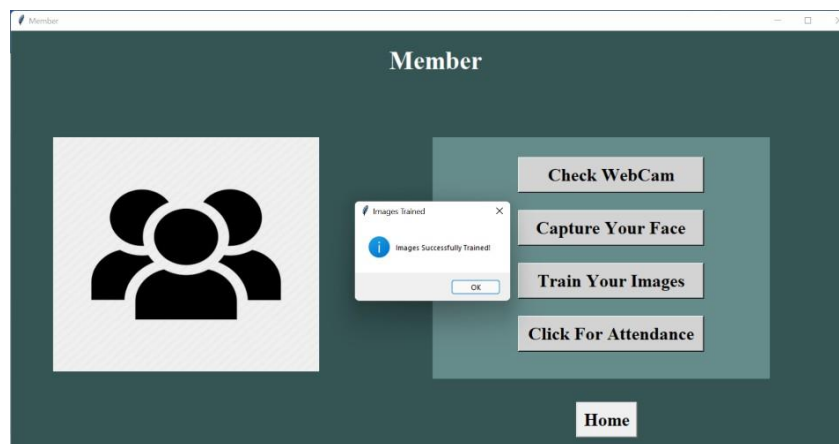 Member
Member
Check WebCam
Images Trained
Images Successfully Trained!
OK
Capture Your Face
Train Your Images
Click For Attendance
Home